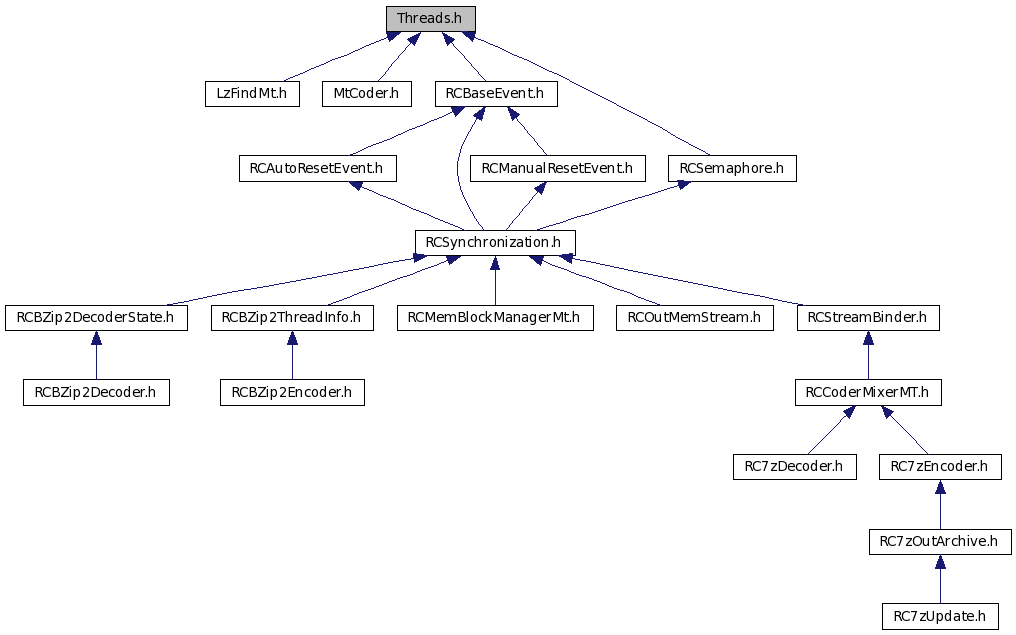 Threads.h
LzFindMt.h
MtCoder.h
RCBaseEvent.h
RCAutoResetEvent.h
RCManualResetEvent.h
RCSemaphore.h
RCSynchronization.h
RCBZip2DecoderState.h
RCBZip2ThreadInfo.h
RCMemBlockManagerMt.h
RCOutMemStream.h
RCStreamBinder.h
RCBZip2Decoder.h
RCBZip2Encoder.h
RCCoderMixerMT.h
RC7zDecoder.h
RC7zEncoder.h
RC7zOutArchive.h
RC7zUpdate.h